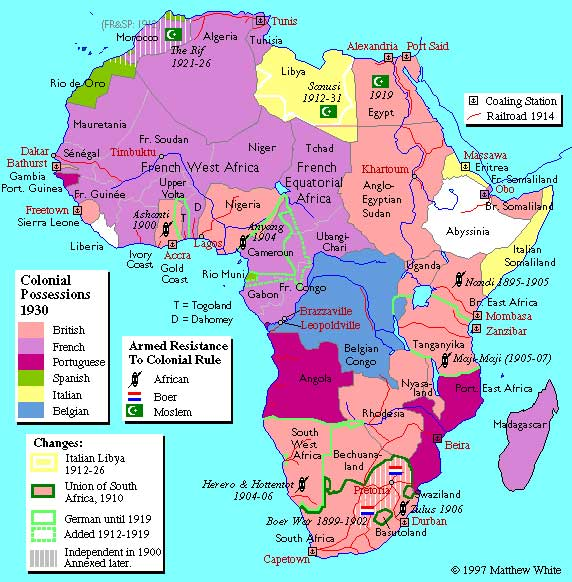 (FR&SP: 191
Morocco
Algeria
Tunis
Tunisia
The Rif
1921-26
Alexandria
Port Said
Libya
Sanusi
1912-31
1919
Egypt
Rio de Oro
Coaling Station
Railroad 1914
Mauretania
Fr. Soudan
Niger
Tchad
Massawa
Eritrea
Dakar
Sénégal
Timbuktu
French
West Africa
French
Equatorial
Africa
Khartoum
Fr. Somaliland
Obo
Bathurst
Gambia
Port. Guinea
Fr. Guinée
Upper
Volta
D
T
Nigeria
Anglo-
Egyptian
Sudan
Br. Somaliland
Abyssinia
Freetown
Sierra Leone
Ashanti
1900
Anyang
1904
Liberia
Ivory
Coast
Accra
Gold
Coast
Lagos
Cameroun
Ubangi-
Chari
Italian
Somaliland
Rio Muni
Gabon
Fr. Congo
Uganda
Nandi 1895-1905
Br. East Africa
T = Togoland
D = Dahomey
Brazzaville
Leopoldville
Mombasa
Zanzibar
Belgian
Congo
Tanganyika
Maji-Maji (1905-07)
Colonial
Possessions
1930
British
French
Portuguese
Spanish
Italian
Belgian
Armed Resistance
To Colonial Rule
African
Boer
Moslem
Angola
Nyasa-
land
Port. East Africa
Rhodesia
Madagascar
Beira
South
West
Africa
Bechuana-
land
Herero & Hottentot
1904-06
Pretoria
Swaziland
Zulus 1906
Durban
Basutoland
Boer War 1899-1902
South Africa
Capetown
Changes:
Italian Libya
1912-26
Union of South
Africa, 1910
German until 1919
Added 1912-1919
Independent in 1900
Annexed later.
© 1997 Matthew White